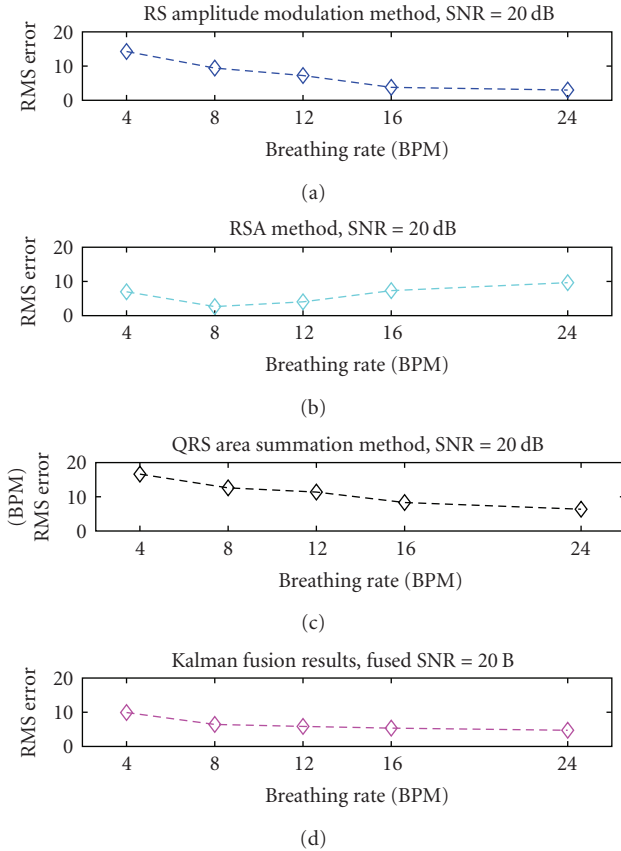 RS amplitude modulation method, SNR = 20 dB
20
10
0
RMS error
4 8 12 16 24
Breathing rate (BPM)
(a)
RSA method, SNR = 20 dB
20
10
0
RMS error
4 8 12 16 24
Breathing rate (BPM)
(b)
QRS area summation method, SNR = 20 dB
20
10
0
(BPM)
RMS error
4 8 12 16 24
Breathing rate (BPM)
(c)
Kalman fusion results, fused SNR = 20 B
20
10
0
RMS error
4 8 12 16 24
Breathing rate (BPM)
(d)